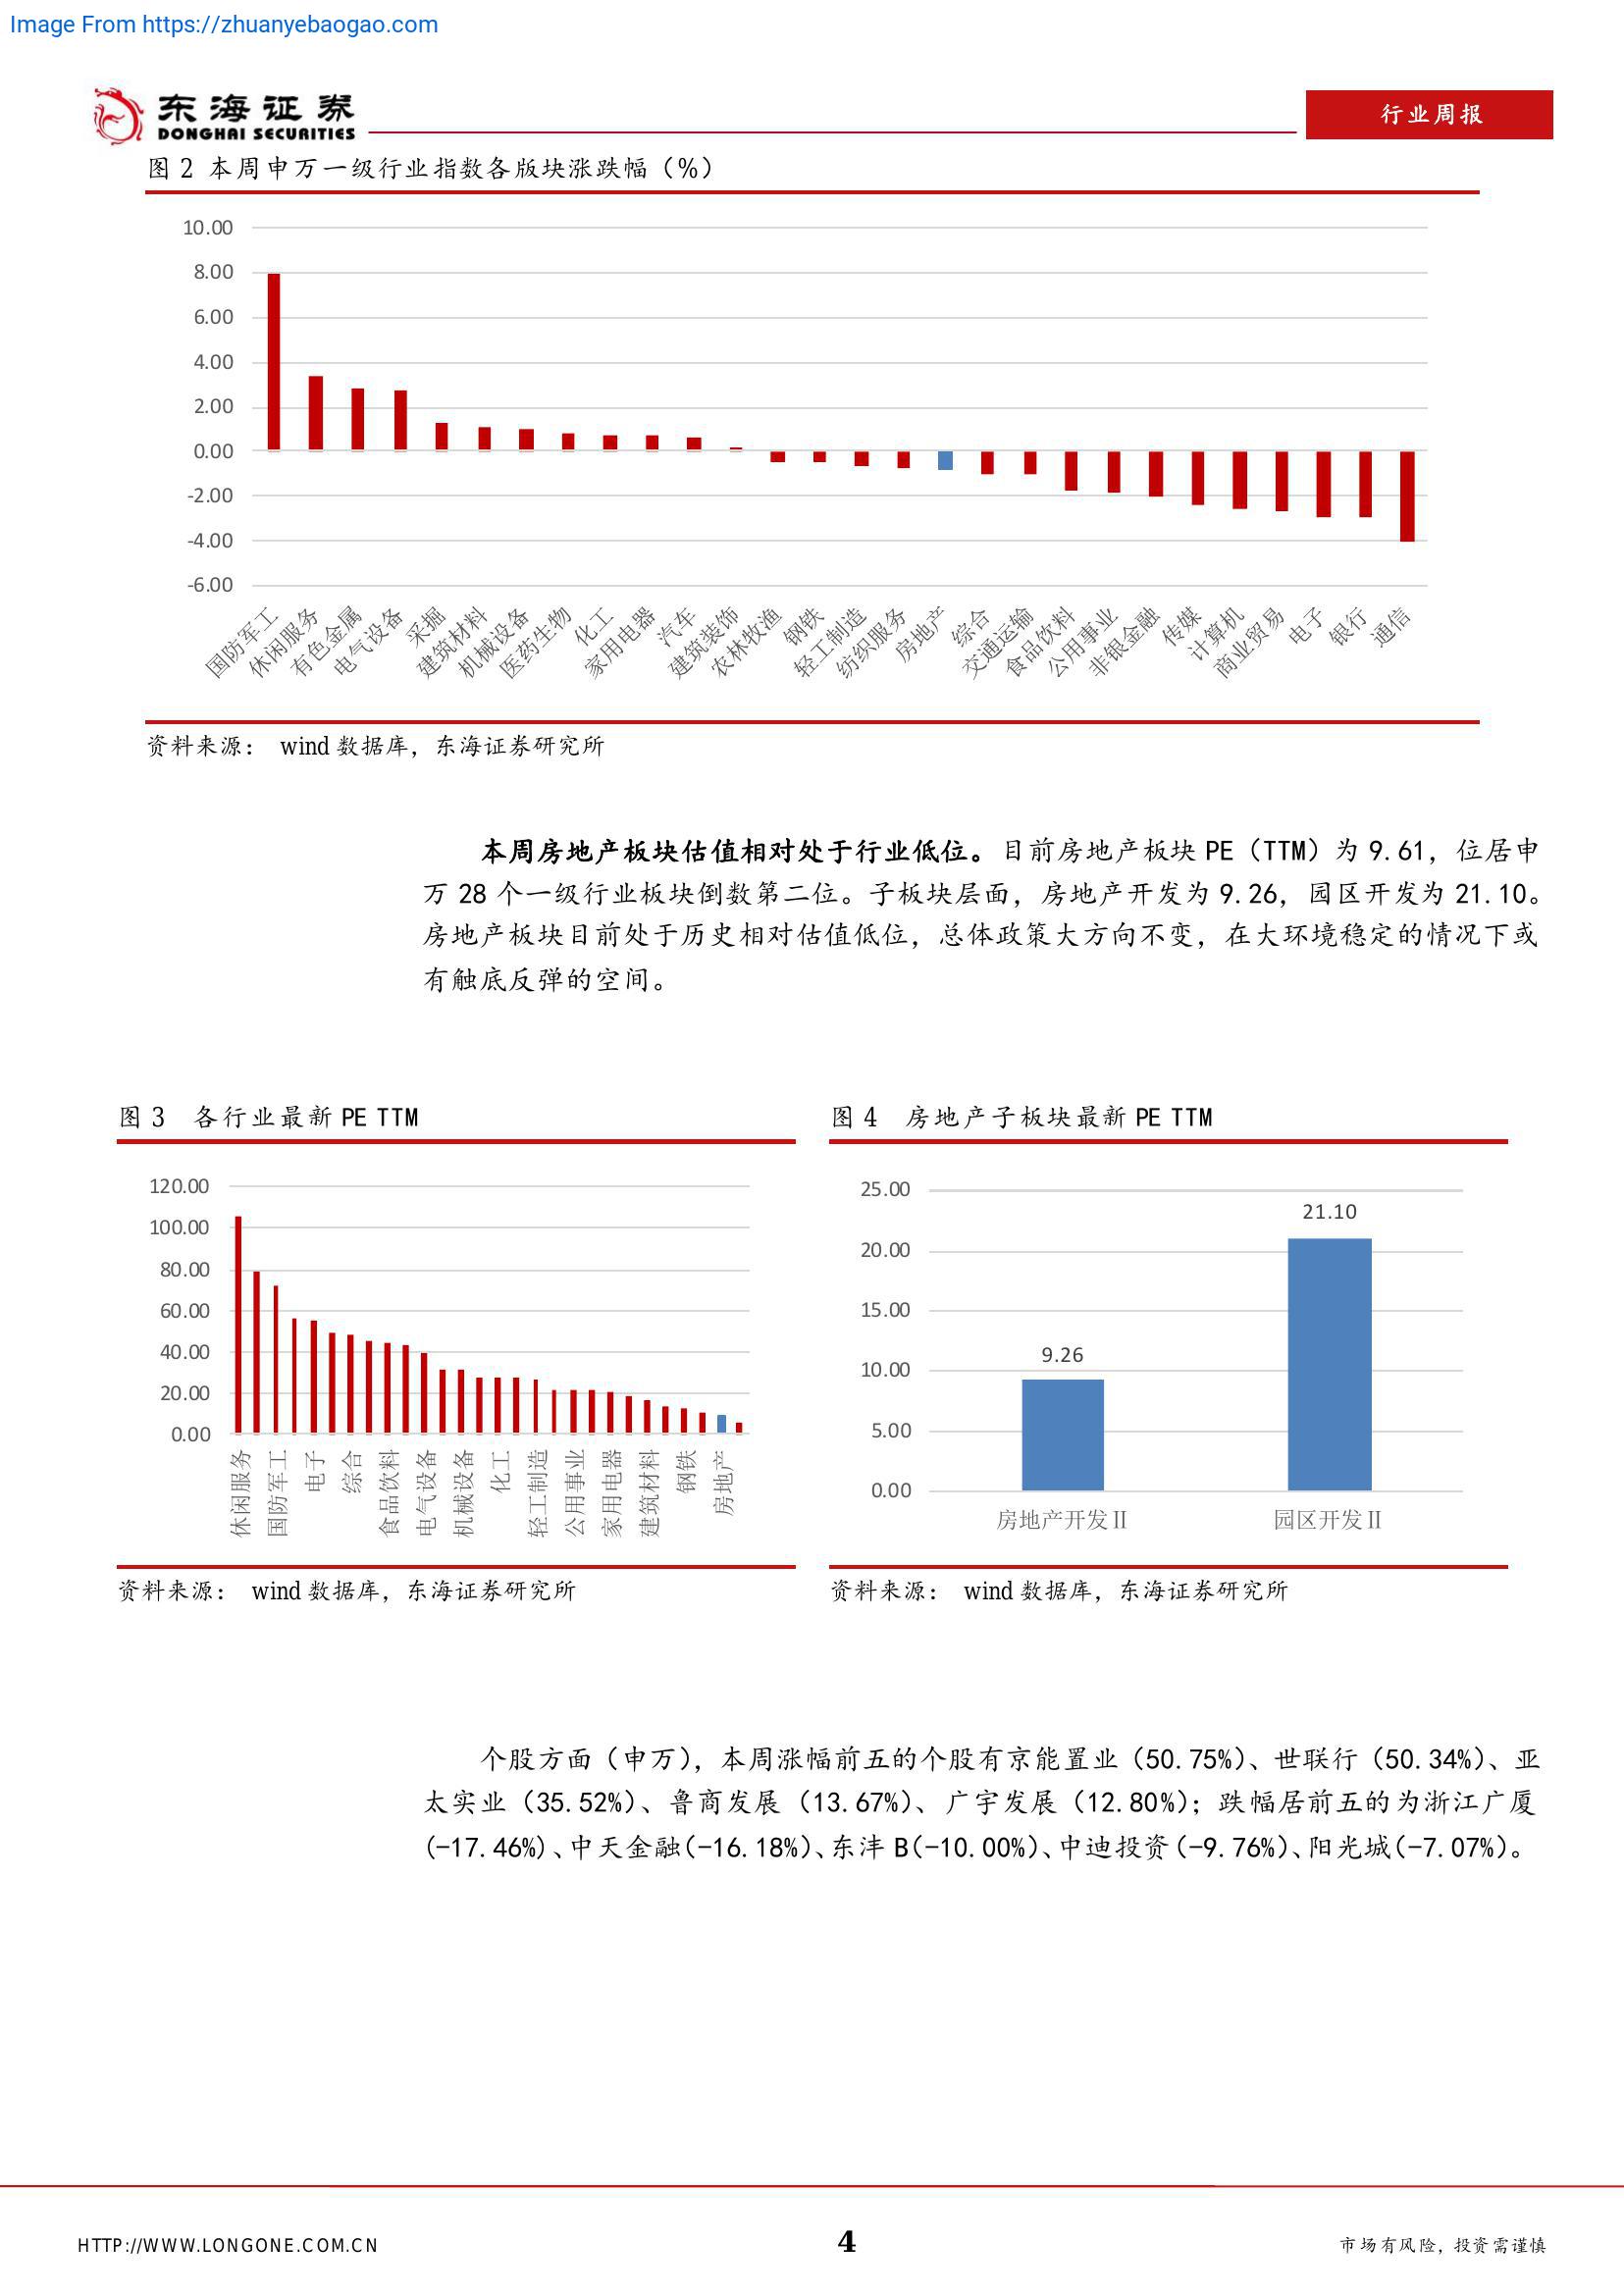 Image From https://zhuanyebaogao.com
东海证券
DONGHAI SECURITIES
行业周报
图 2 本周申万一级行业指数各版块涨跌幅（%）
10.00
8.00
6.00
4.00
2.00
0.00
-2.00
-4.00
-6.00
国防军工
休闲服务
有色金属
电气设备
采掘
建筑材料
机械设备
医药生物
化工
家用电器
汽车
建筑装饰
农林牧渔
钢铁
轻工制造
纺织服务
房地产
综合
交通运输
食品饮料
公用事业
非银金融
传媒
计算机
商业贸易
电子
银行
通信
资料来源： wind 数据库，东海证券研究所
本周房地产板块估值相对处于行业低位。目前房地产板块 PE（TTM）为 9.61，位居申
万 28 个一级行业板块倒数第二位。子板块层面，房地产开发为 9.26，园区开发为 21.10。
房地产板块目前处于历史相对估值低位，总体政策大方向不变，在大环境稳定的情况下或
有触底反弹的空间。
图 3 各行业最新 PE TTM
120.00
100.00
80.00
60.00
40.00
20.00
0.00
休闲服务
国防军工
电子
综合
食品饮料
电气设备
机械设备
化工
轻工制造
公用事业
家用电器
建筑材料
钢铁
房地产
资料来源： wind 数据库，东海证券研究所
图 4 房地产子板块最新 PE TTM
25.00
20.00
15.00
10.00
5.00
0.00
9.26
21.10
房地产开发Ⅱ
园区开发Ⅱ
资料来源： wind 数据库，东海证券研究所
个股方面（申万），本周涨幅前五的个股有京能置业（50.75%）、世联行（50.34%）、亚
太实业（35.52%）、鲁商发展（13.67%）、广宇发展（12.80%）；跌幅居前五的为浙江广厦
(-17.46%)、中天金融(-16.18%)、东沣 B(-10.00%)、中迪投资(-9.76%)、阳光城(-7.07%)。
HTTP://WWW.LONGONE.COM.CN
4
市场有风险，投资需谨慎